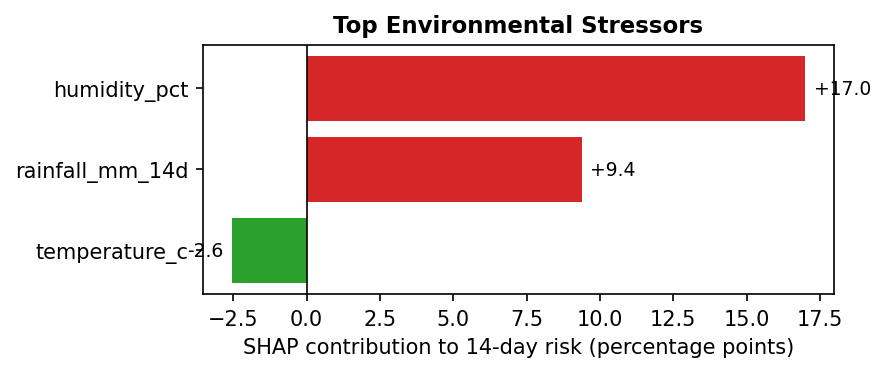 Top Environmental Stressors
humidity_pct
+17.0
rainfall_mm_14d
+9.4
temperature_c
-2.6
−2.5 0.0 2.5 5.0 7.5 10.0 12.5 15.0 17.5
SHAP contribution to 14-day risk (percentage points)